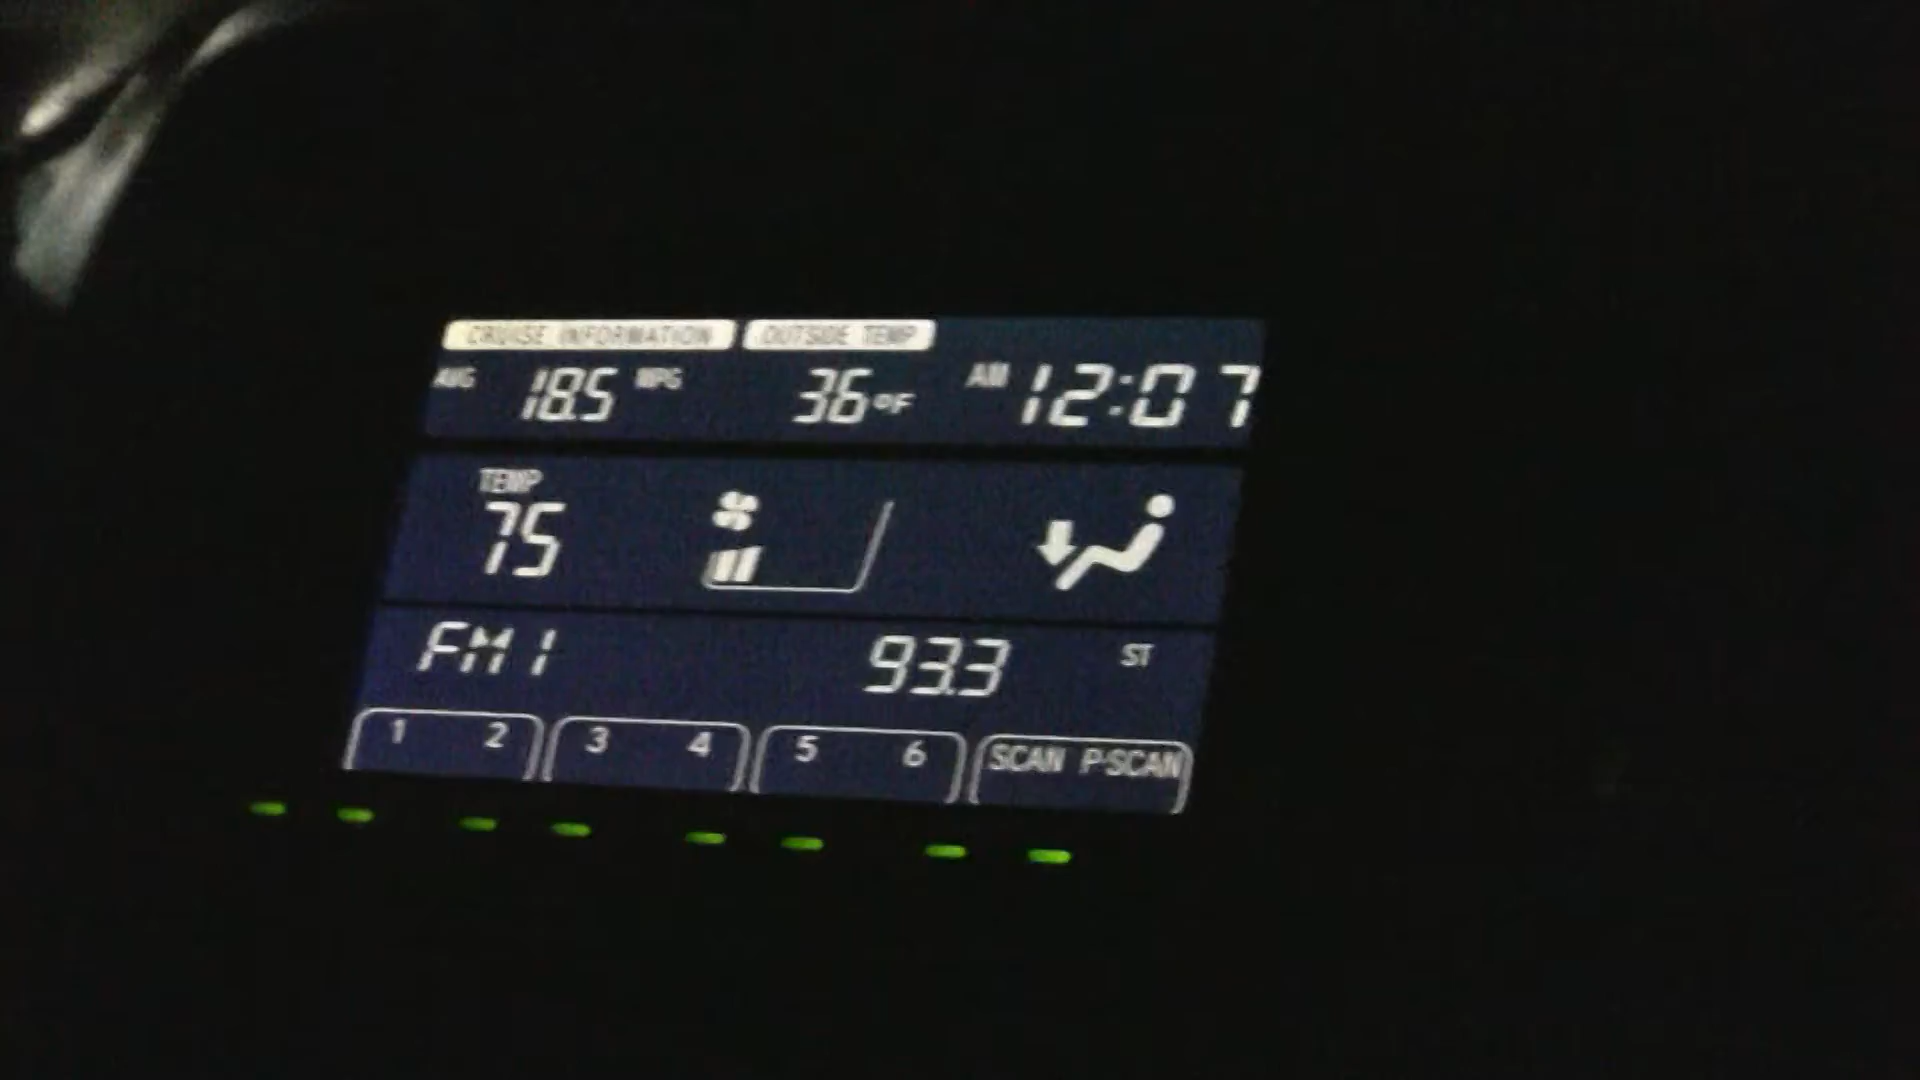 CRUISE INFORMATION OUTSIDE TEMP
AVG 18.5 MPG 36°F AM 12:07
TEMP
75
FM1 93.3 ST
1 2 3 4 5 6 SCAN P·SCAN